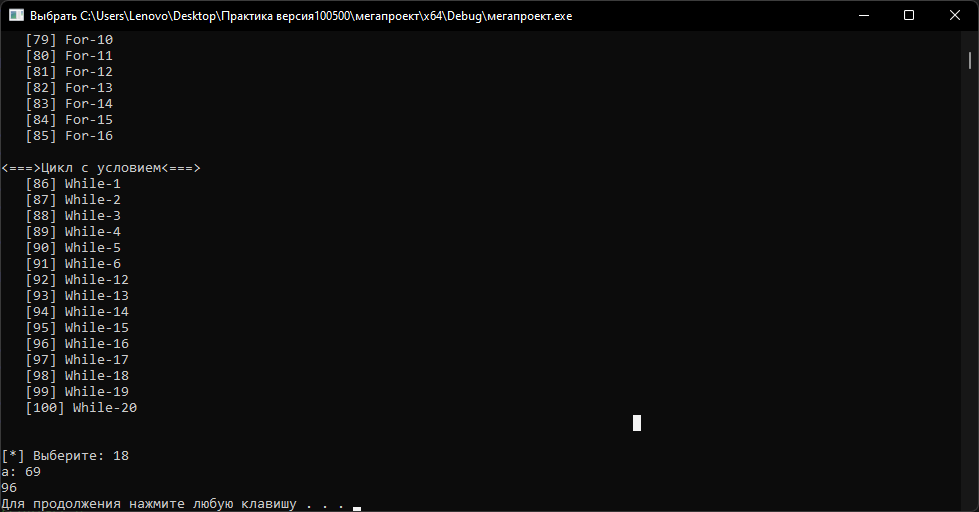 Выбрать C:\Users\Lenovo\Desktop\Практика версия100500\мегапроект\x64\Debug\мегапроект.exe
[79] For-10
[80] For-11
[81] For-12
[82] For-13
[83] For-14
[84] For-15
[85] For-16
<===>Цикл с условием<===>
[86] While-1
[87] While-2
[88] While-3
[89] While-4
[90] While-5
[91] While-6
[92] While-12
[93] While-13
[94] While-14
[95] While-15
[96] While-16
[97] While-17
[98] While-18
[99] While-19
[100] While-20
[*] Выберите: 18
a: 69
96
Для продолжения нажмите любую клавишу . . .